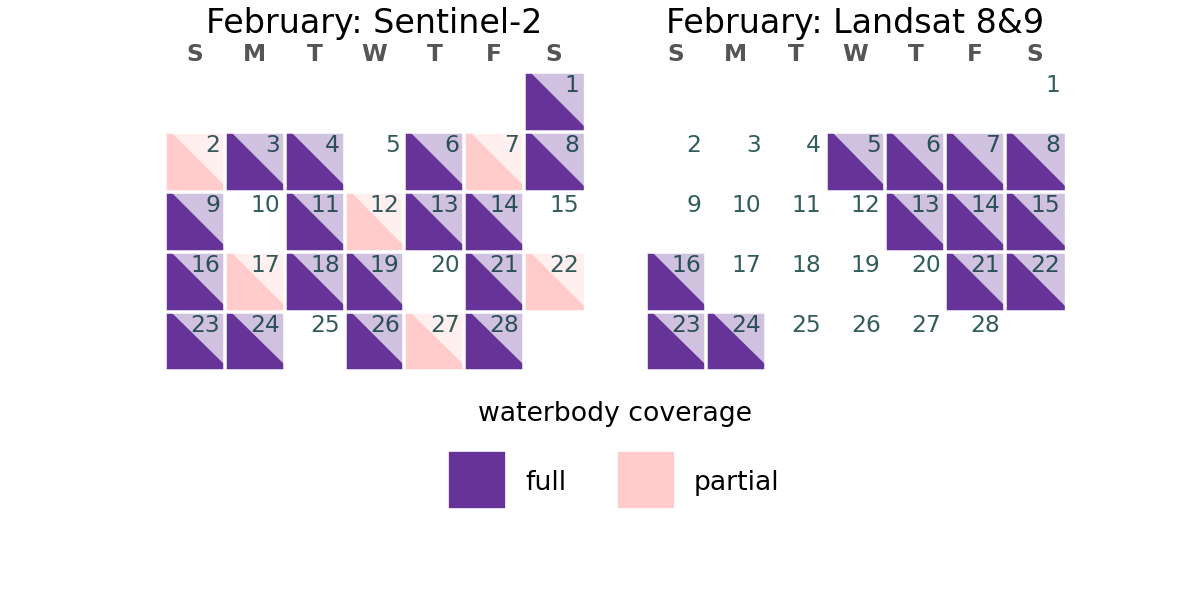 February: Sentinel-2
S M T W T F S
1
2 3 4 5 6 7 8
9 10 11 12 13 14 15
16 17 18 19 20 21 22
23 24 25 26 27 28
February: Landsat 8&9
S M T W T F S
1
2 3 4 5 6 7 8
9 10 11 12 13 14 15
16 17 18 19 20 21 22
23 24 25 26 27 28
waterbody coverage
full partial